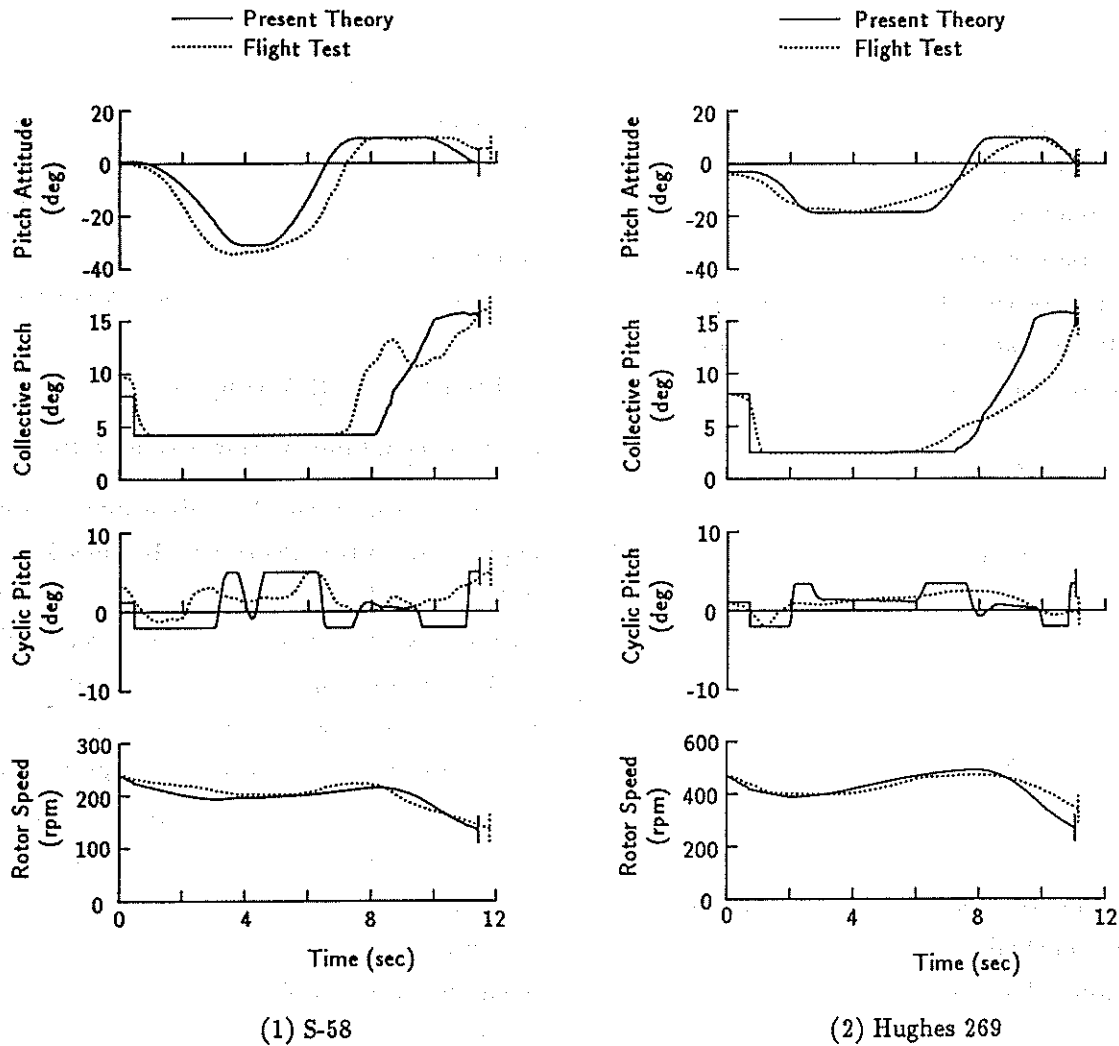 Present Theory
Flight Test
Pitch Attitude
(deg)
20
0
-20
-40
Collective Pitch
(deg)
15
10
5
0
Cyclic Pitch
(deg)
10
0
-10
Rotor Speed
(rpm)
300
200
100
0
0
4
8
12
Time (sec)
(1) S-58
Present Theory
Flight Test
Pitch Attitude
(deg)
20
0
-20
-40
Collective Pitch
(deg)
15
10
5
0
Cyclic Pitch
(deg)
10
0
-10
Rotor Speed
(rpm)
600
400
200
0
0
4
8
12
Time (sec)
(2) Hughes 269